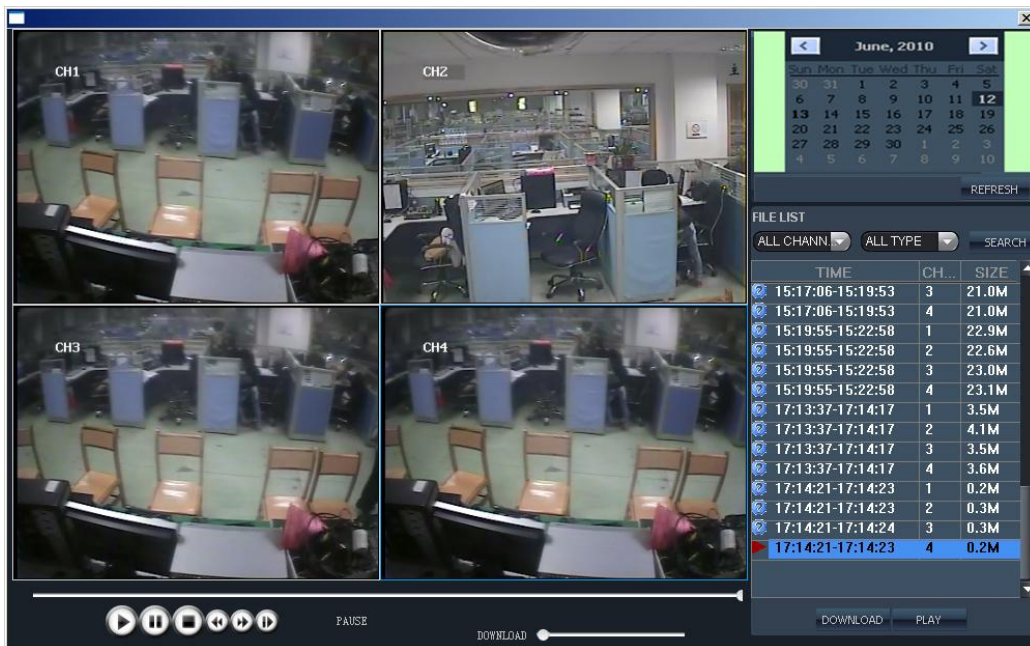 CH1
CH2
CH3
CH4
PAUSE
DOWNLOAD
June, 2010
Sun Mon Tue Wed Thu Fri Sat
30 31 1 2 3 4 5
6 7 8 9 10 11 12
13 14 15 16 17 18 19
20 21 22 23 24 25 26
27 28 29 30 1 2 3
4 5 6 7 8 9 10
REFRESH
FILE LIST
ALL CHANN. ALL TYPE SEARCH
TIME CH... SIZE
15:17:06-15:19:53 3 21.0M
15:17:06-15:19:53 4 21.0M
15:19:55-15:22:58 1 22.9M
15:19:55-15:22:58 2 22.6M
15:19:55-15:22:58 3 23.0M
15:19:55-15:22:58 4 23.1M
17:13:37-17:14:17 1 3.5M
17:13:37-17:14:17 2 4.1M
17:13:37-17:14:17 3 3.5M
17:13:37-17:14:17 4 3.6M
17:14:21-17:14:23 1 0.2M
17:14:21-17:14:23 2 0.3M
17:14:21-17:14:24 3 0.3M
17:14:21-17:14:23 4 0.2M
DOWNLOAD PLAY